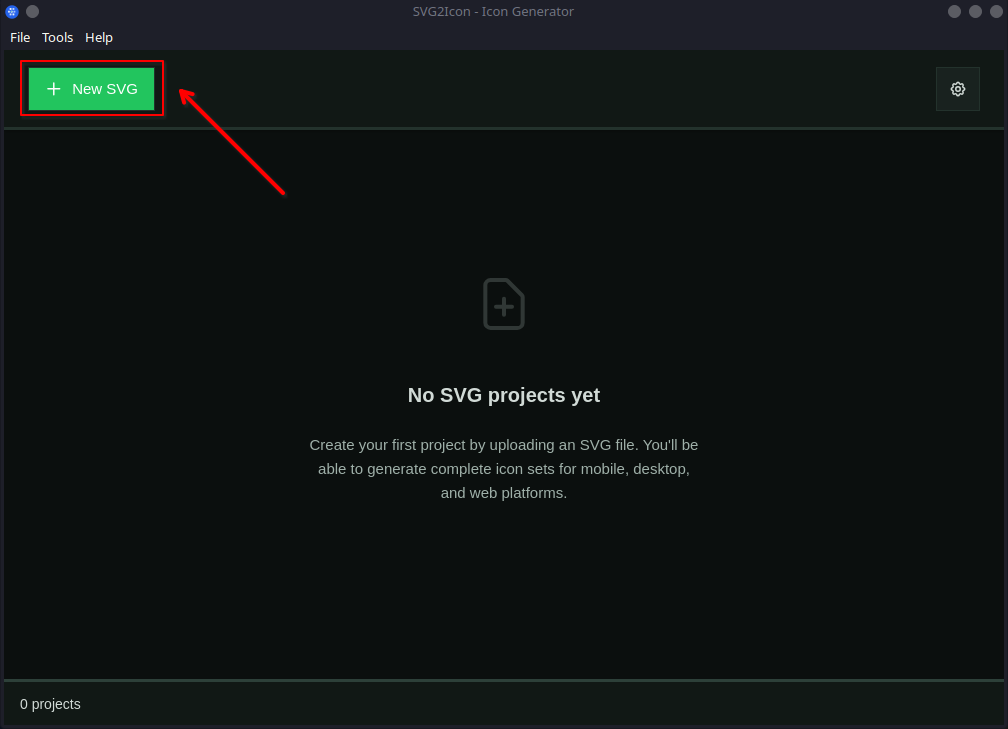 SVG2Icon - Icon Generator
File Tools Help
New SVG
No SVG projects yet
Create your first project by uploading an SVG file. You'll be
able to generate complete icon sets for mobile, desktop,
and web platforms.
0 projects